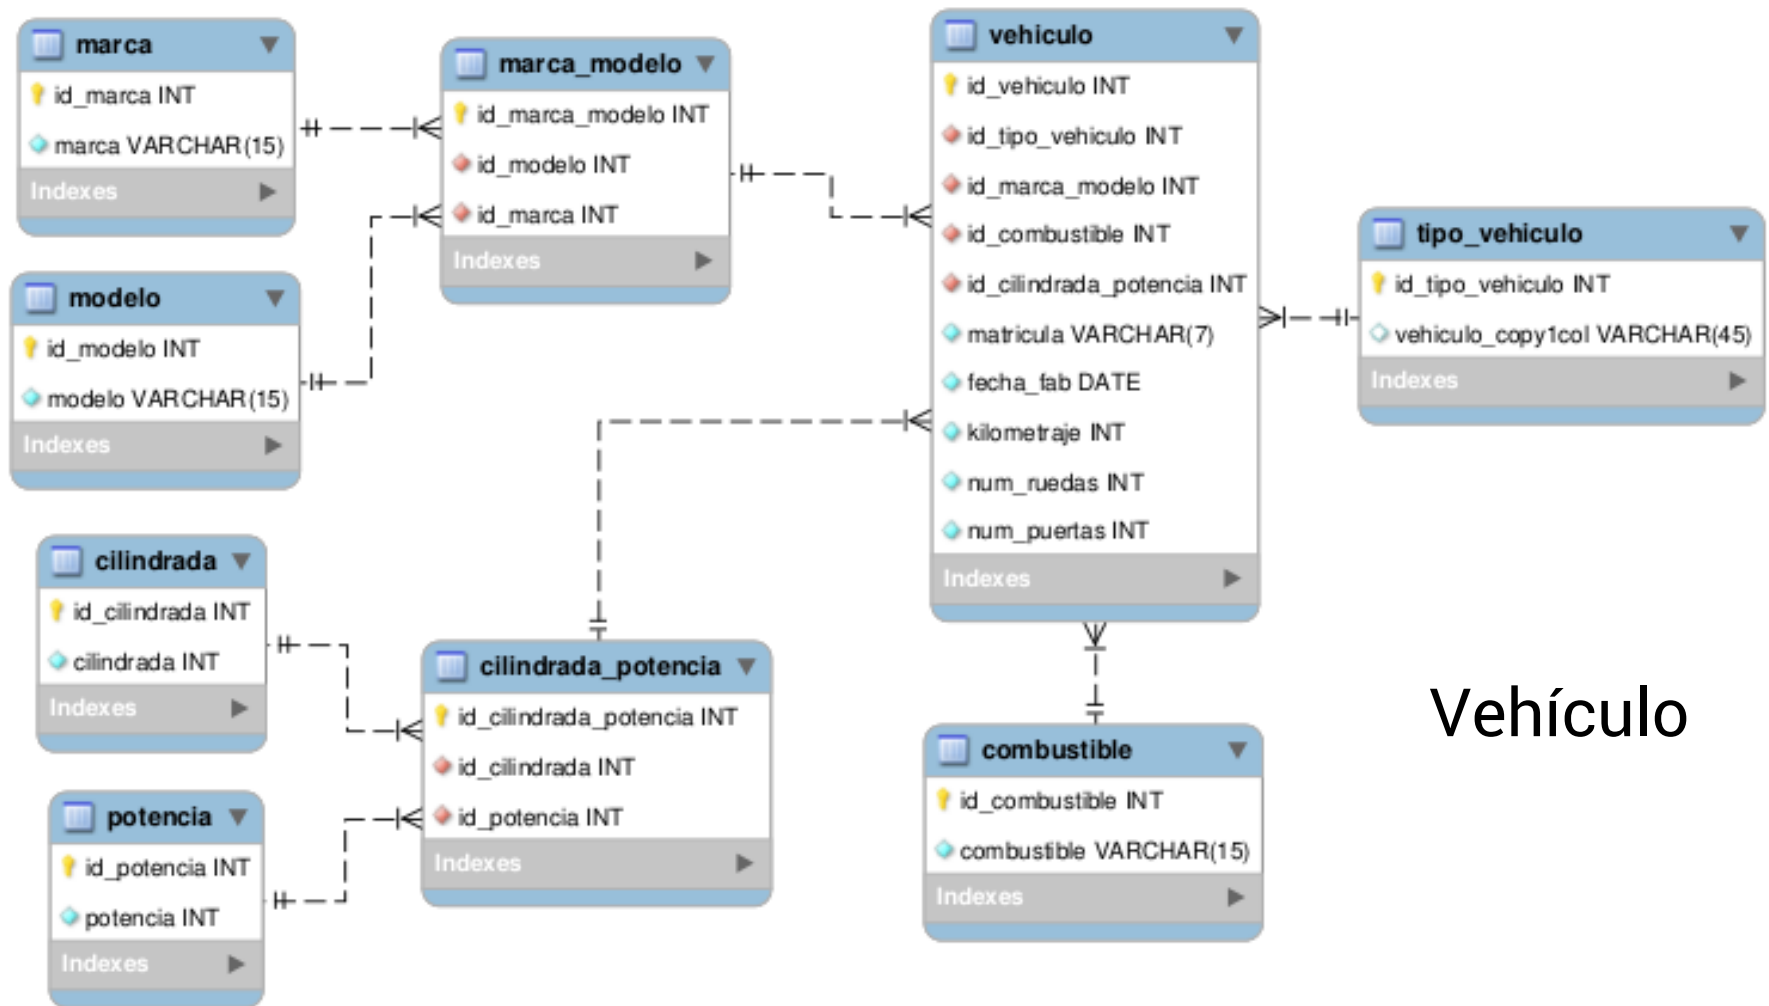 marca
id_marca INT
marca VARCHAR(15)
Indexes
modelo
id_modelo INT
modelo VARCHAR(15)
Indexes
cilindrada
id_cilindrada INT
cilindrada INT
Indexes
potencia
id_potencia INT
potencia INT
Indexes
marca_modelo
id_marca_modelo INT
id_modelo INT
id_marca INT
Indexes
cilindrada_potencia
id_cilindrada_potencia INT
id_cilindrada INT
id_potencia INT
Indexes
vehiculo
id_vehiculo INT
id_tipo_vehiculo INT
id_marca_modelo INT
id_combustible INT
id_cilindrada_potencia INT
matricula VARCHAR(7)
fecha_fab DATE
kilometraje INT
num_ruedas INT
num_puertas INT
Indexes
combustible
id_combustible INT
combustible VARCHAR(15)
Indexes
tipo_vehiculo
id_tipo_vehiculo INT
vehiculo_copy1col VARCHAR(45)
Indexes
Vehículo